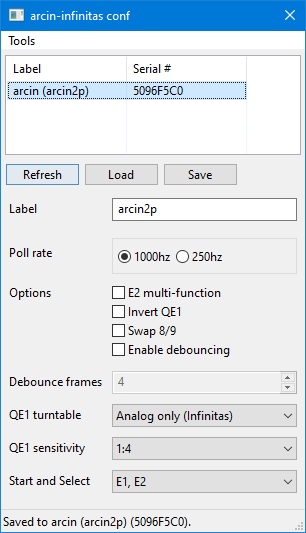 arcin-infinitas conf
Tools
Label Serial #
arcin (arcin2p) 5096F5C0
Refresh Load Save
Label arcin2p
Poll rate 1000hz 250hz
Options E2 multi-function
Invert QE1
Swap 8/9
Enable debouncing
Debounce frames 4
QE1 turntable Analog only (Infinitas)
QE1 sensitivity 1:4
Start and Select E1, E2
Saved to arcin (arcin2p) (5096F5C0).